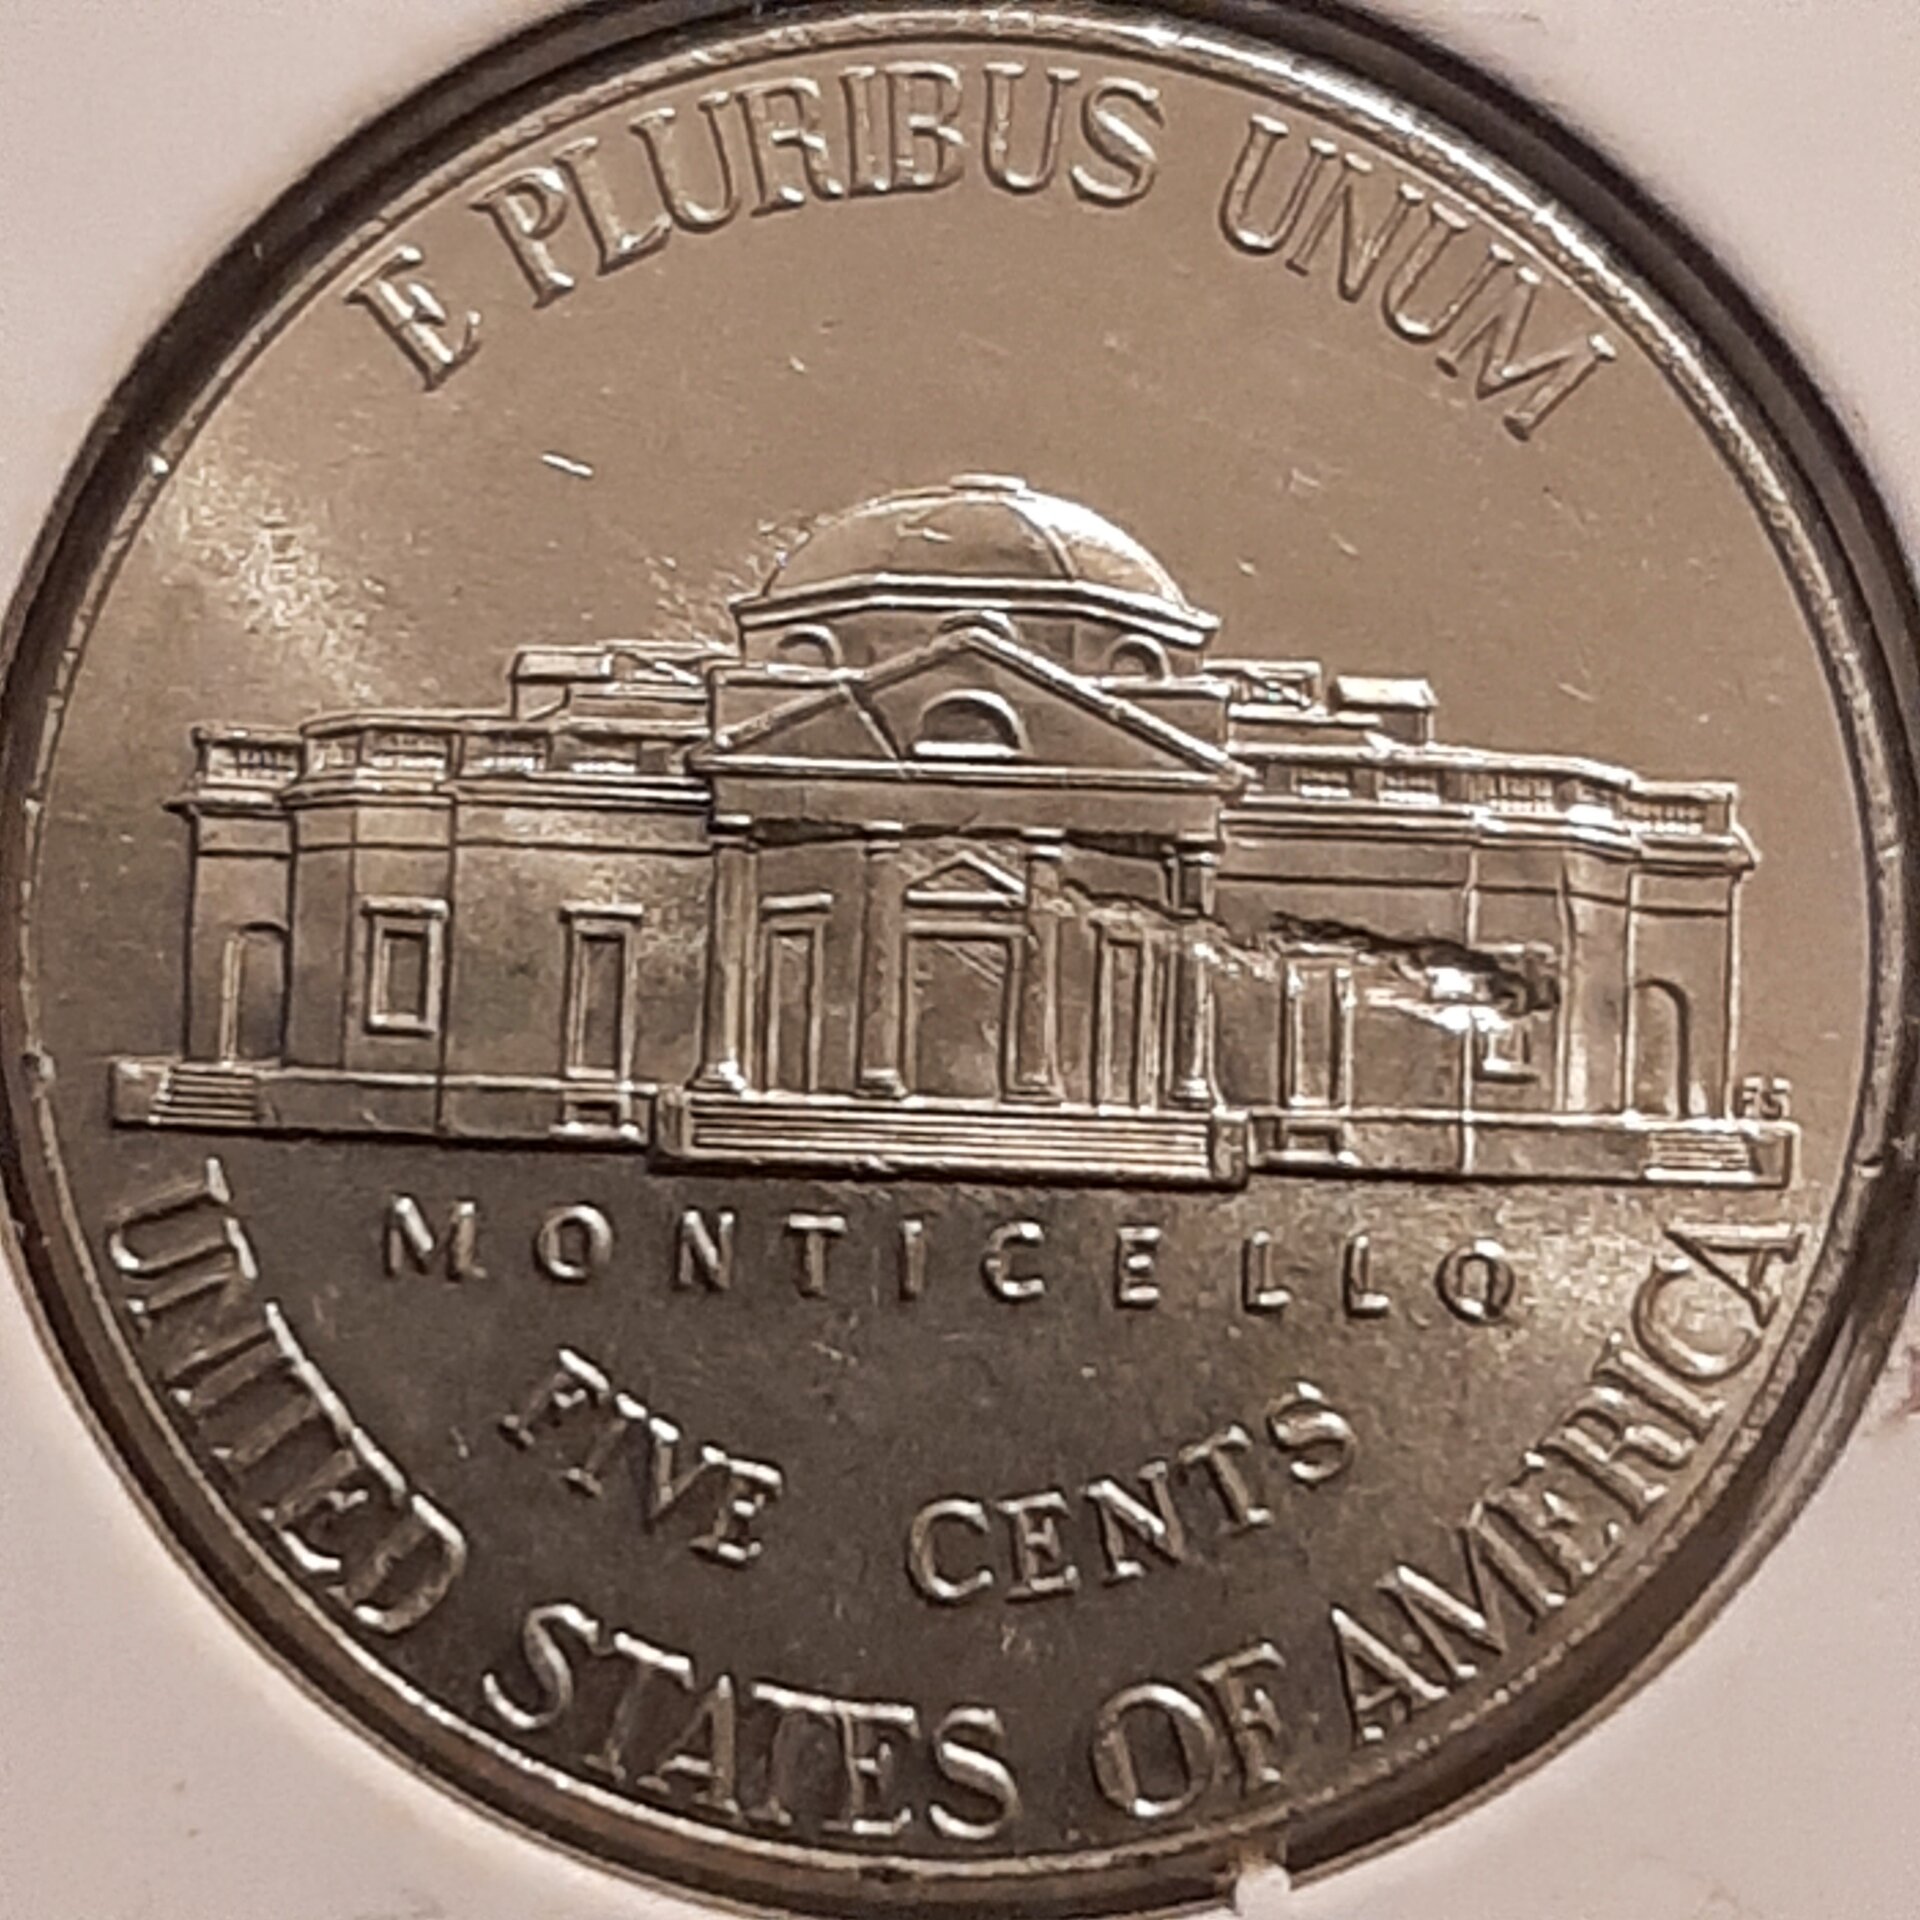 E PLURIBUS UNUM
FS
MONTICELLO
FIVE CENTS
UNITED STATES OF AMERICA